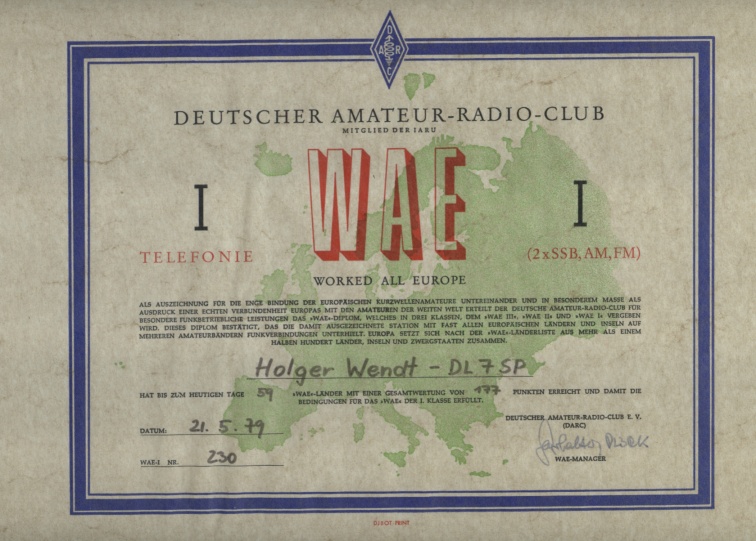 D
A R
C
DEUTSCHER AMATEUR-RADIO-CLUB
MITGLIED DER IARU
I WAE I
TELEFONIE (2xSSB, AM, FM)
WORKED ALL EUROPE
ALS AUSZEICHNUNG FÜR DIE ENGE BINDUNG DER EUROPÄISCHEN KURZWELLENAMATEURE UNTEREINANDER UND IN BESONDEREM MASSE ALS
AUSDRUCK EINER ECHTEN VERBUNDENHEIT EUROPAS MIT DEN AMATEUREN DER WEITEN WELT ERTEILT DER DEUTSCHE AMATEUR-RADIO-CLUB FÜR
BESONDERE FUNKBETRIEBLICHE LEISTUNGEN DAS »WAE«-DIPLOM, WELCHES IN DREI KLASSEN, DEM »WAE III«, »WAE II« UND »WAE I« VERGEBEN
WIRD. DIESES DIPLOM BESTÄTIGT, DAS DIE DAMIT AUSGEZEICHNETE STATION MIT FAST ALLEN EUROPÄISCHEN LÄNDERN UND INSELN AUF
MEHREREN AMATEURBÄNDERN FUNKVERBINDUNGEN UNTERHIELT. EUROPA SETZT SICH NACH DER »WAE«-LÄNDERLISTE AUS MEHR ALS EINEM
HALBEN HUNDERT LÄNDER, INSELN UND ZWERGSTAATEN ZUSAMMEN.
Holger Wendt - DL7SP
HAT BIS ZUM HEUTIGEN TAGE 59 »WAE«-LÄNDER MIT EINER GESAMTWERTUNG VON 177 PUNKTEN ERREICHT UND DAMIT DIE
BEDINGUNGEN FÜR DAS »WAE« DER I. KLASSE ERFÜLLT.
DEUTSCHER AMATEUR-RADIO-CLUB E. V.
(DARC)
DATUM: 21. 5. 79
WAE-I NR. 230
WAE-MANAGER